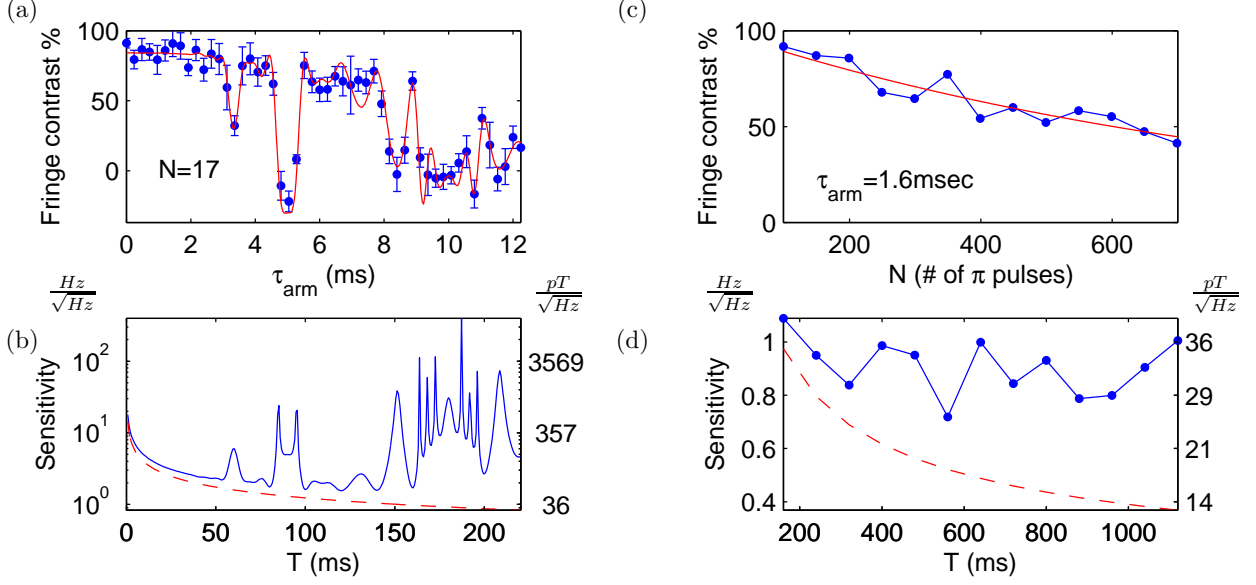 (a)
100
50
0
Fringe contrast %
N=17
0 2 4 6 8 10 12
τarm (ms)
(c)
100
50
0
Fringe contrast %
τarm=1.6msec
200 400 600
N (# of π pulses)
Hz/√Hz
pT/√Hz
(b)
10^2
10^1
10^0
Sensitivity
3569
357
36
0 50 100 150 200
T (ms)
Hz/√Hz
pT/√Hz
(d)
1
0.8
0.6
0.4
Sensitivity
36
29
21
14
200 400 600 800 1000
T (ms)